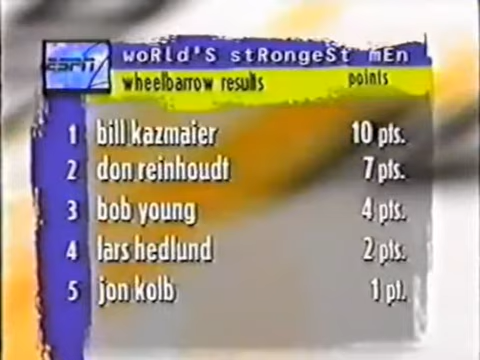 ESPN
woRld'S stRongeSt mEn
wheelbarrow results points
1 bill kazmaier 10 pts.
2 don reinhoudt 7 pts.
3 bob young 4 pts.
4 lars hedlund 2 pts.
5 jon kolb 1 pt.